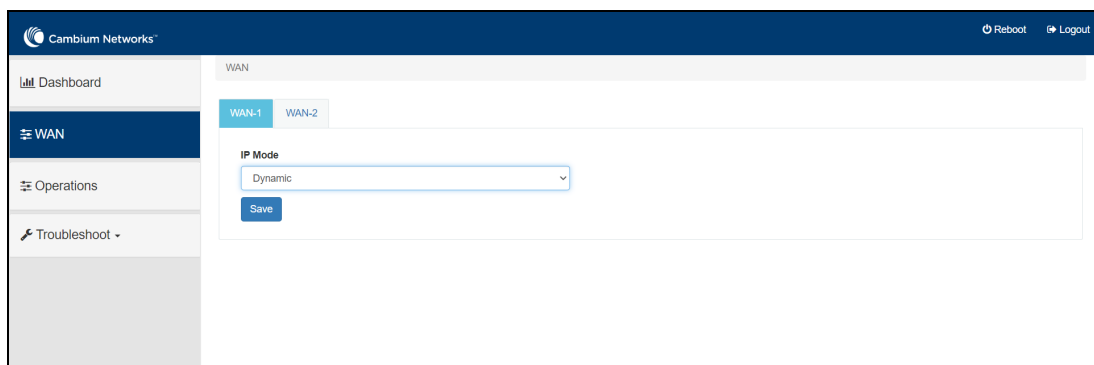 Cambium Networks™
Reboot
Logout
Dashboard
WAN
Operations
Troubleshoot
WAN
WAN-1
WAN-2
IP Mode
Dynamic
Save